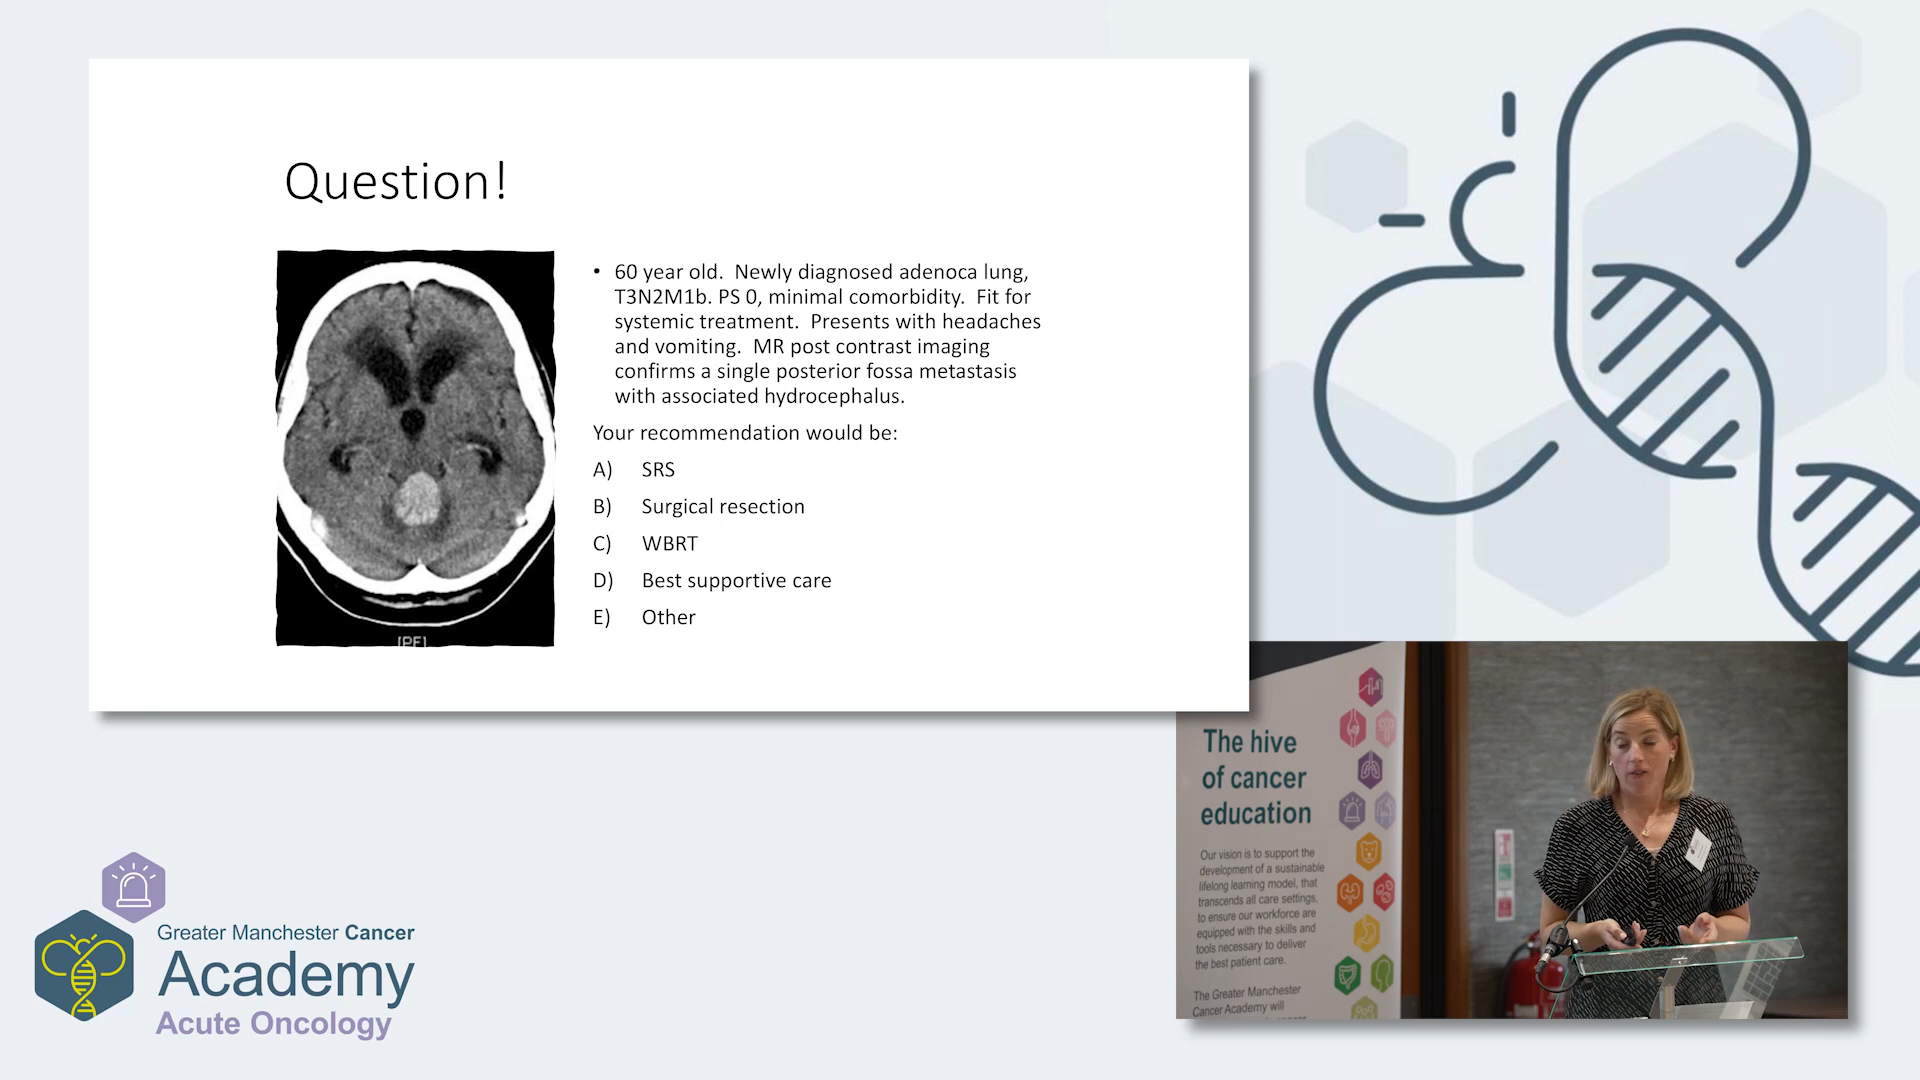 Question!
• 60 year old.  Newly diagnosed adenoca lung,
T3N2M1b. PS 0, minimal comorbidity.  Fit for
systemic treatment.  Presents with headaches
and vomiting.  MR post contrast imaging
confirms a single posterior fossa metastasis
with associated hydrocephalus.
Your recommendation would be:
A) SRS
B) Surgical resection
C) WBRT
D) Best supportive care
E) Other
[PF]
The hive
of cancer
education
Our vision is to support the
development of a sustainable
lifelong learning model, that
transcends all care settings,
to ensure our workforce are
equipped with the skills and
tools necessary to deliver
the best patient care.
The Greater Manchester
Cancer Academy will
Greater Manchester Cancer
Academy
Acute Oncology